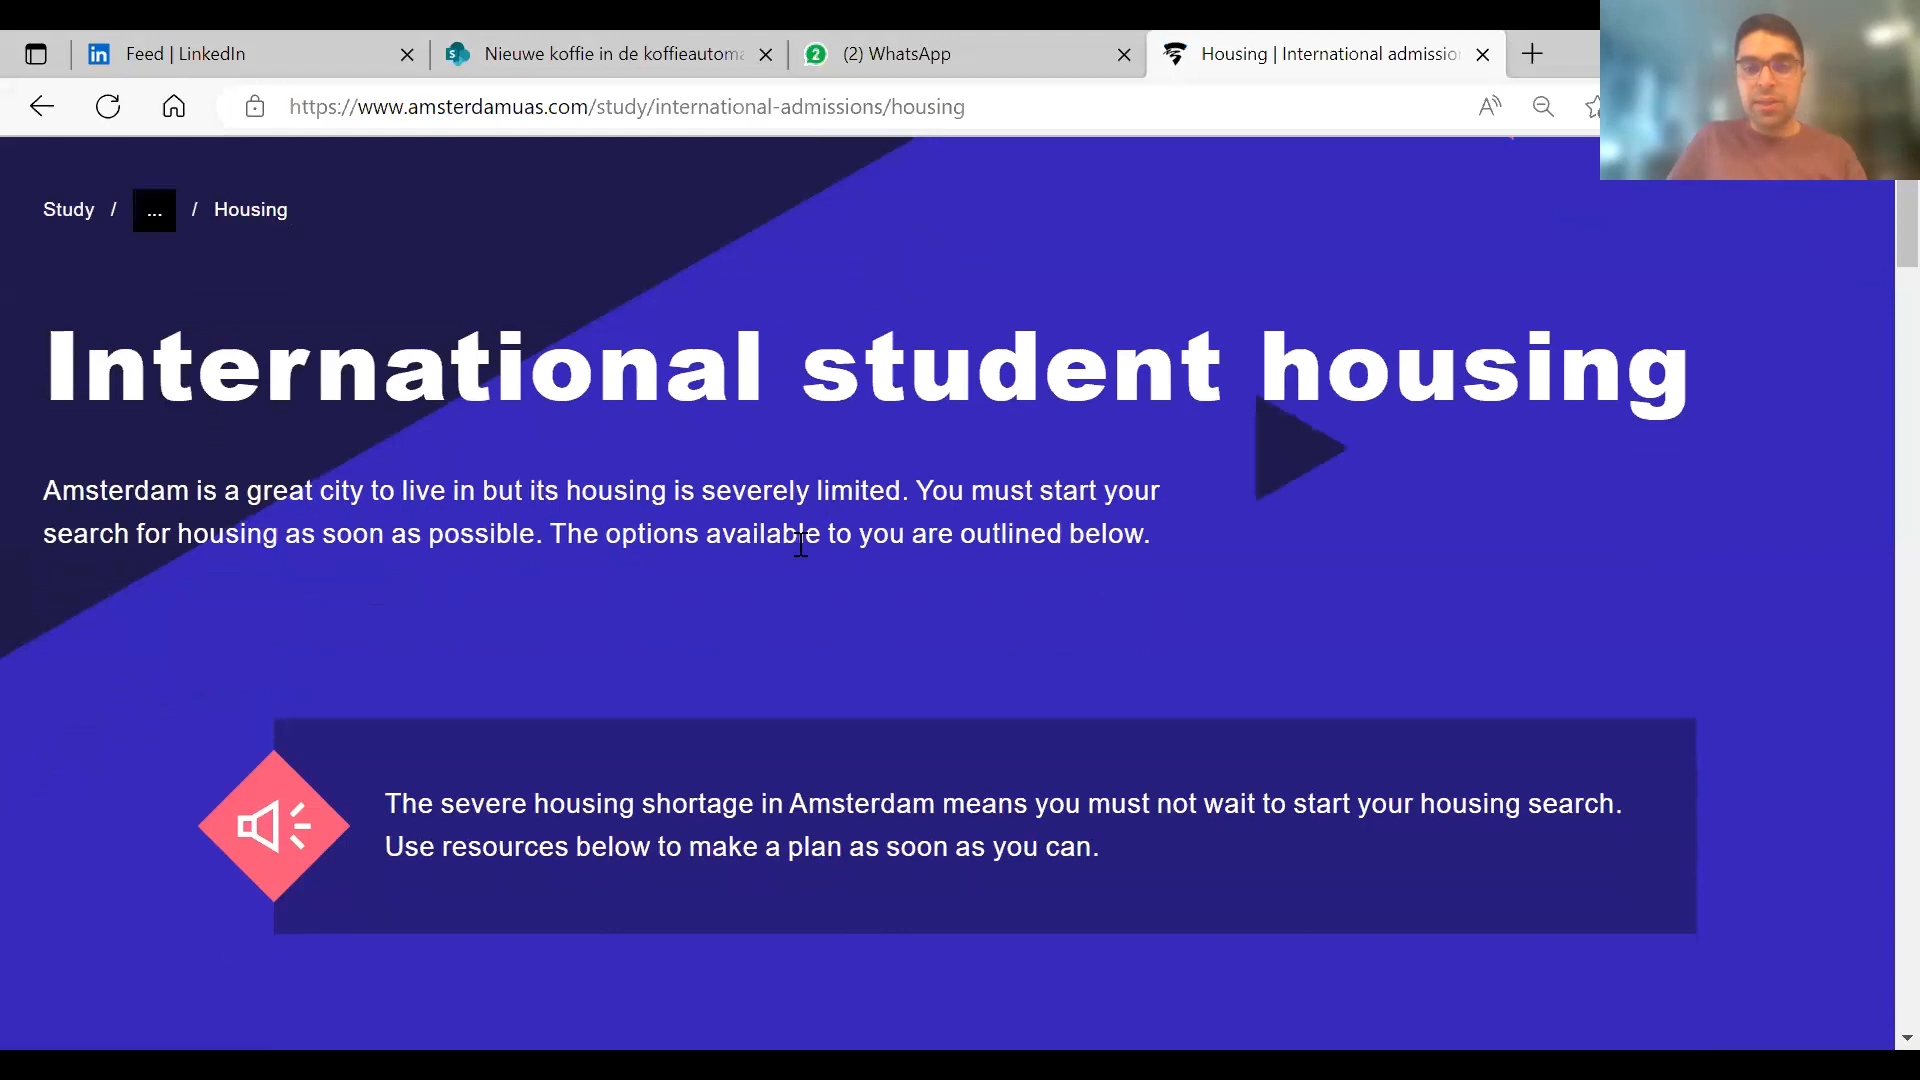 Feed | LinkedIn
Nieuwe koffie in de koffieautoma
2
(2) WhatsApp
Housing | International admissio
https://www.amsterdamuas.com/study/international-admissions/housing
Study / ... / Housing
International student housing
Amsterdam is a great city to live in but its housing is severely limited. You must start your
search for housing as soon as possible. The options available to you are outlined below.
The severe housing shortage in Amsterdam means you must not wait to start your housing search.
Use resources below to make a plan as soon as you can.